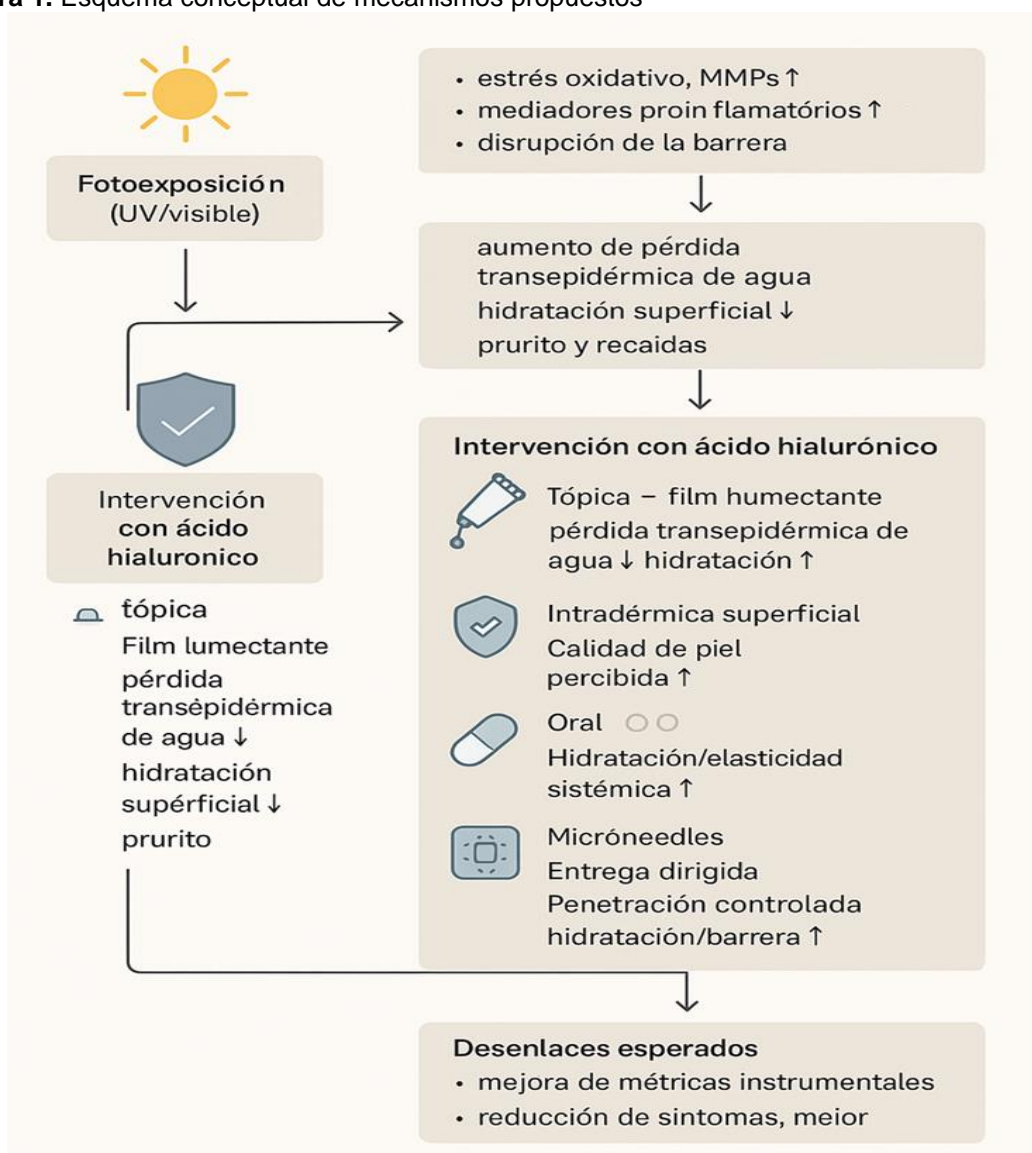 ra 1. Esquema conceptual de mecanismos propuestos
Fotoexposición
(UV/visible)
• estrés oxidativo, MMPs ↑
• mediadores proin flamatórios ↑
• disrupción de la barrera
aumento de pérdida
transepidérmica de agua
hidratación superficial ↓
prurito y recaidas
Intervención
con ácido
hialuronico
tópica
Film lumectante
pérdida
transėpidėrmica
de agua ↓
hidratación
supérficial ↓
prurito
Intervención con ácido hialurónico
Tópica – film humectante
pérdida transepidérmica de
agua ↓ hidratación ↑
Intradérmica superficial
Calidad de piel
percibida ↑
Oral
Hidratación/elasticidad
sistémica ↑
Micróneedles
Entrega dirigida
Penetración controlada
hidratación/barrera ↑
Desenlaces esperados
• mejora de métricas instrumentales
• reducción de sintomas, meior